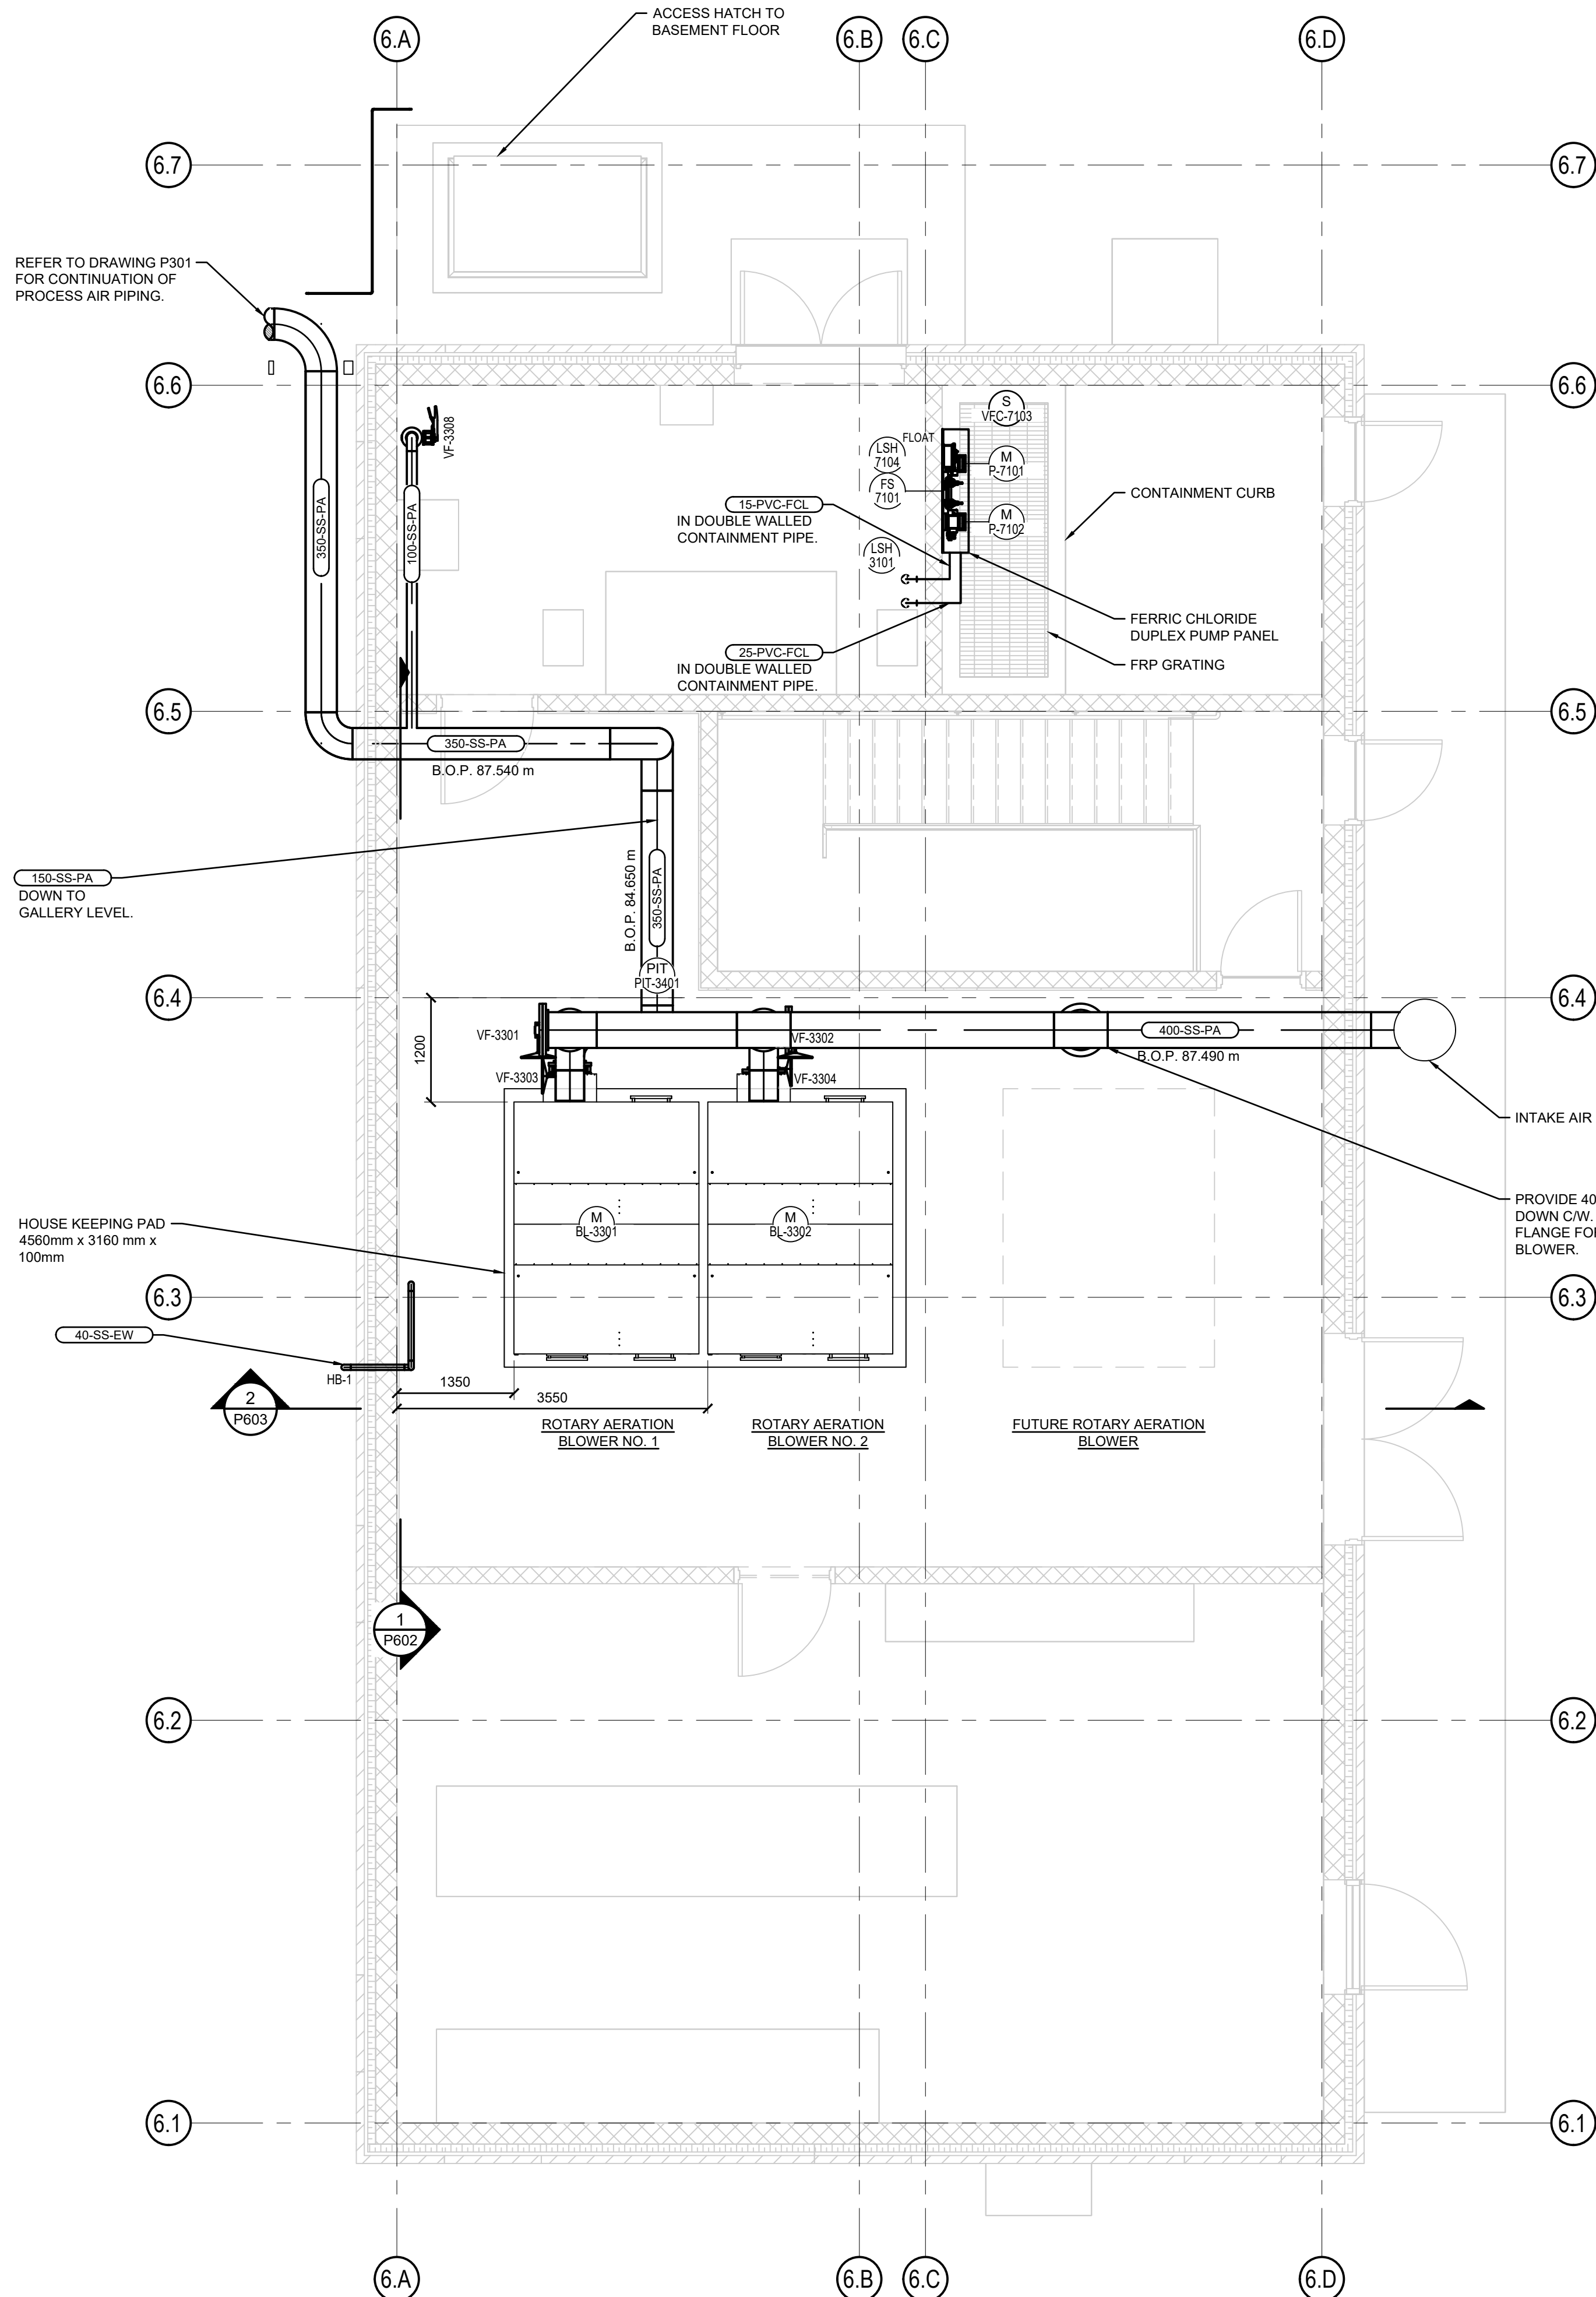 ACCESS HATCH TO
BASEMENT FLOOR
6.A
6.B
6.C
6.D
6.7
6.7
REFER TO DRAWING P301
FOR CONTINUATION OF
PROCESS AIR PIPING.
6.6
6.6
VF-3308
350-SS-PA
100-SS-PA
S
VFC-7103
FLOAT
LSH
7104
M
P-7101
FS
7101
15-PVC-FCL
IN DOUBLE WALLED
CONTAINMENT PIPE.
M
P-7102
LSH
3101
CONTAINMENT CURB
FERRIC CHLORIDE
DUPLEX PUMP PANEL
25-PVC-FCL
IN DOUBLE WALLED
CONTAINMENT PIPE.
FRP GRATING
6.5
6.5
350-SS-PA
B.O.P. 87.540 m
150-SS-PA
DOWN TO
GALLERY LEVEL.
B.O.P. 84.650 m
350-SS-PA
PIT
PIT-3401
6.4
6.4
1200
VF-3301
VF-3302
400-SS-PA
B.O.P. 87.490 m
VF-3303
VF-3304
INTAKE AIR
PROVIDE 40
DOWN C/W.
FLANGE FO
BLOWER.
HOUSE KEEPING PAD
4560mm x 3160 mm x
100mm
M
BL-3301
M
BL-3302
6.3
6.3
40-SS-EW
HB-1
1350
3550
2
P603
ROTARY AERATION
BLOWER NO. 1
ROTARY AERATION
BLOWER NO. 2
FUTURE ROTARY AERATION
BLOWER
1
P602
6.2
6.2
6.1
6.1
6.A
6.B
6.C
6.D